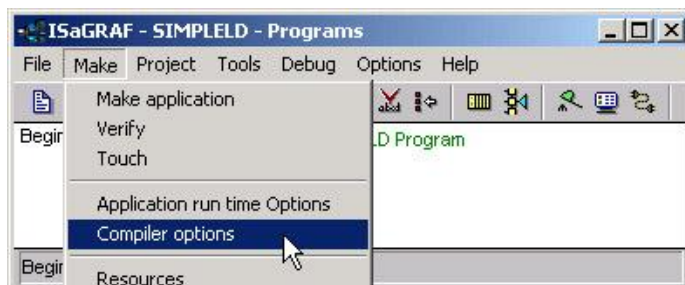 ISaGRAF - SIMPLELD - Programs
File Make Project Tools Debug Options Help
Make application
Verify
Touch
Begin
LD Program
Application run time Options
Compiler options
Begin
Resources